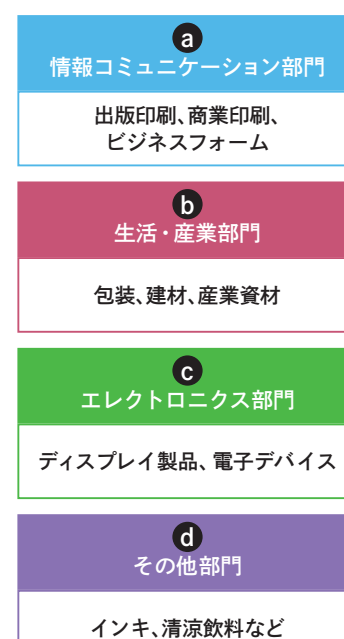 a
情報コミュニケーション部門
出版印刷、商業印刷、
ビジネスフォーム
b
生活・産業部門
包装、建材、産業資材
c
エレクトロニクス部門
ディスプレイ製品、電子デバイス
d
その他部門
インキ、清涼飲料など